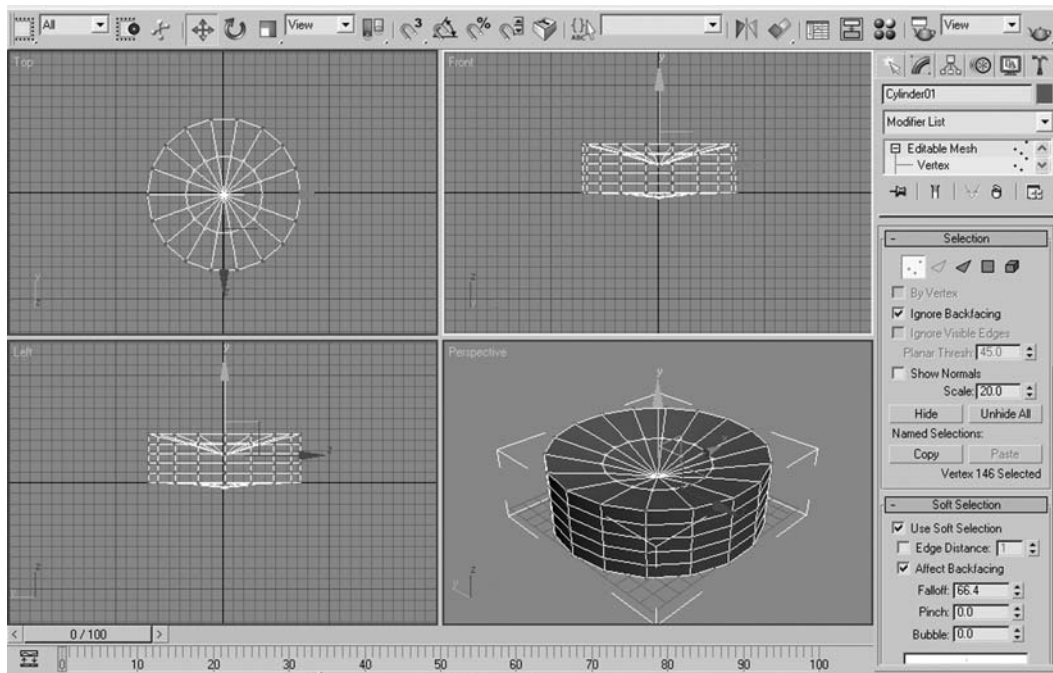 All
View
3
%
{}
ABC
View
Top
Front
y
z
y
z
x
Left
y
z
z
Perspective
y
z
y
Cylinder01
Modifier List
Editable Mesh
Vertex
- Selection
By Vertex
Ignore Backfacing
Ignore Visible Edges
Planar Thresh: 45.0
Show Normals
Scale: 20.0
Hide Unhide All
Named Selections:
Copy Paste
Vertex 146 Selected
- Soft Selection
Use Soft Selection
Edge Distance: 1
Affect Backfacing
Falloff: 66.4
Pinch: 0.0
Bubble: 0.0
< 0 / 100 >
0 10 20 30 40 50 60 70 80 90 100